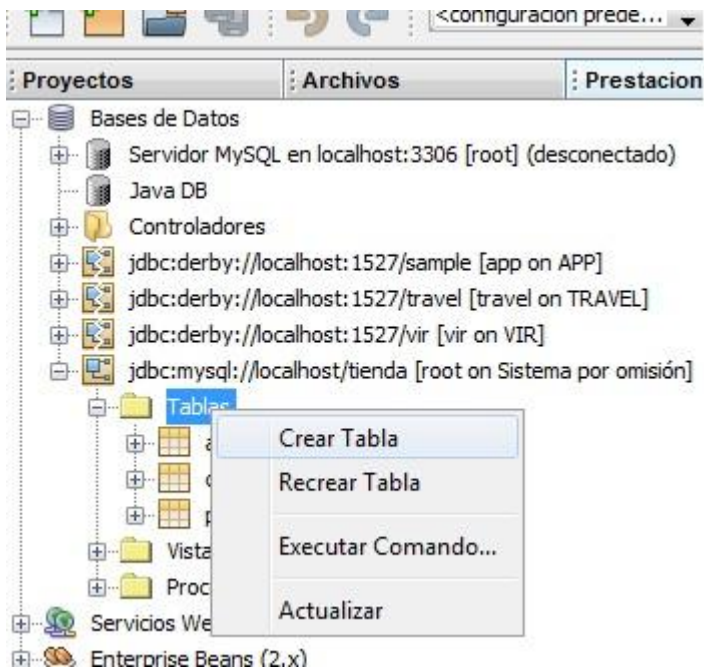 <configuración prede...
Proyectos
Archivos
Prestacion
Bases de Datos
Servidor MySQL en localhost:3306 [root] (desconectado)
Java DB
Controladores
jdbc:derby://localhost:1527/sample [app on APP]
jdbc:derby://localhost:1527/travel [travel on TRAVEL]
jdbc:derby://localhost:1527/vir [vir on VIR]
jdbc:mysql://localhost/tienda [root on Sistema por omisión]
Tablas
Crear Tabla
Recrear Tabla
Executar Comando...
Actualizar
Vista
Proc
Servicios We
Enterprise Beans (2.x)